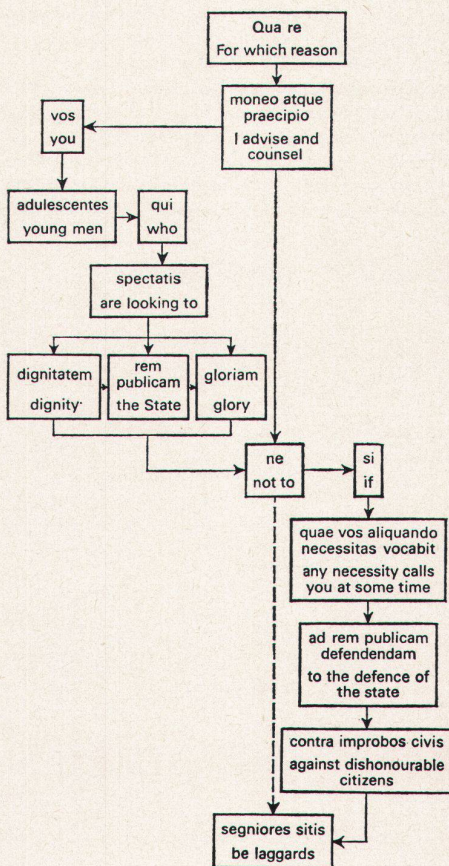 Qua re
For which reason
moneo atque
praecipio
I advise and
counsel
vos
you
adulescentes
young men
qui
who
spectatis
are looking to
dignitatem
dignity
rem
publicam
the State
gloriam
glory
ne
not to
si
if
quae vos aliquando
necessitas vocabit
any necessity calls
you at some time
ad rem publicam
defendendam
to the defence of
the state
contra improbos civis
against dishonourable
citizens
segniores sitis
be laggards